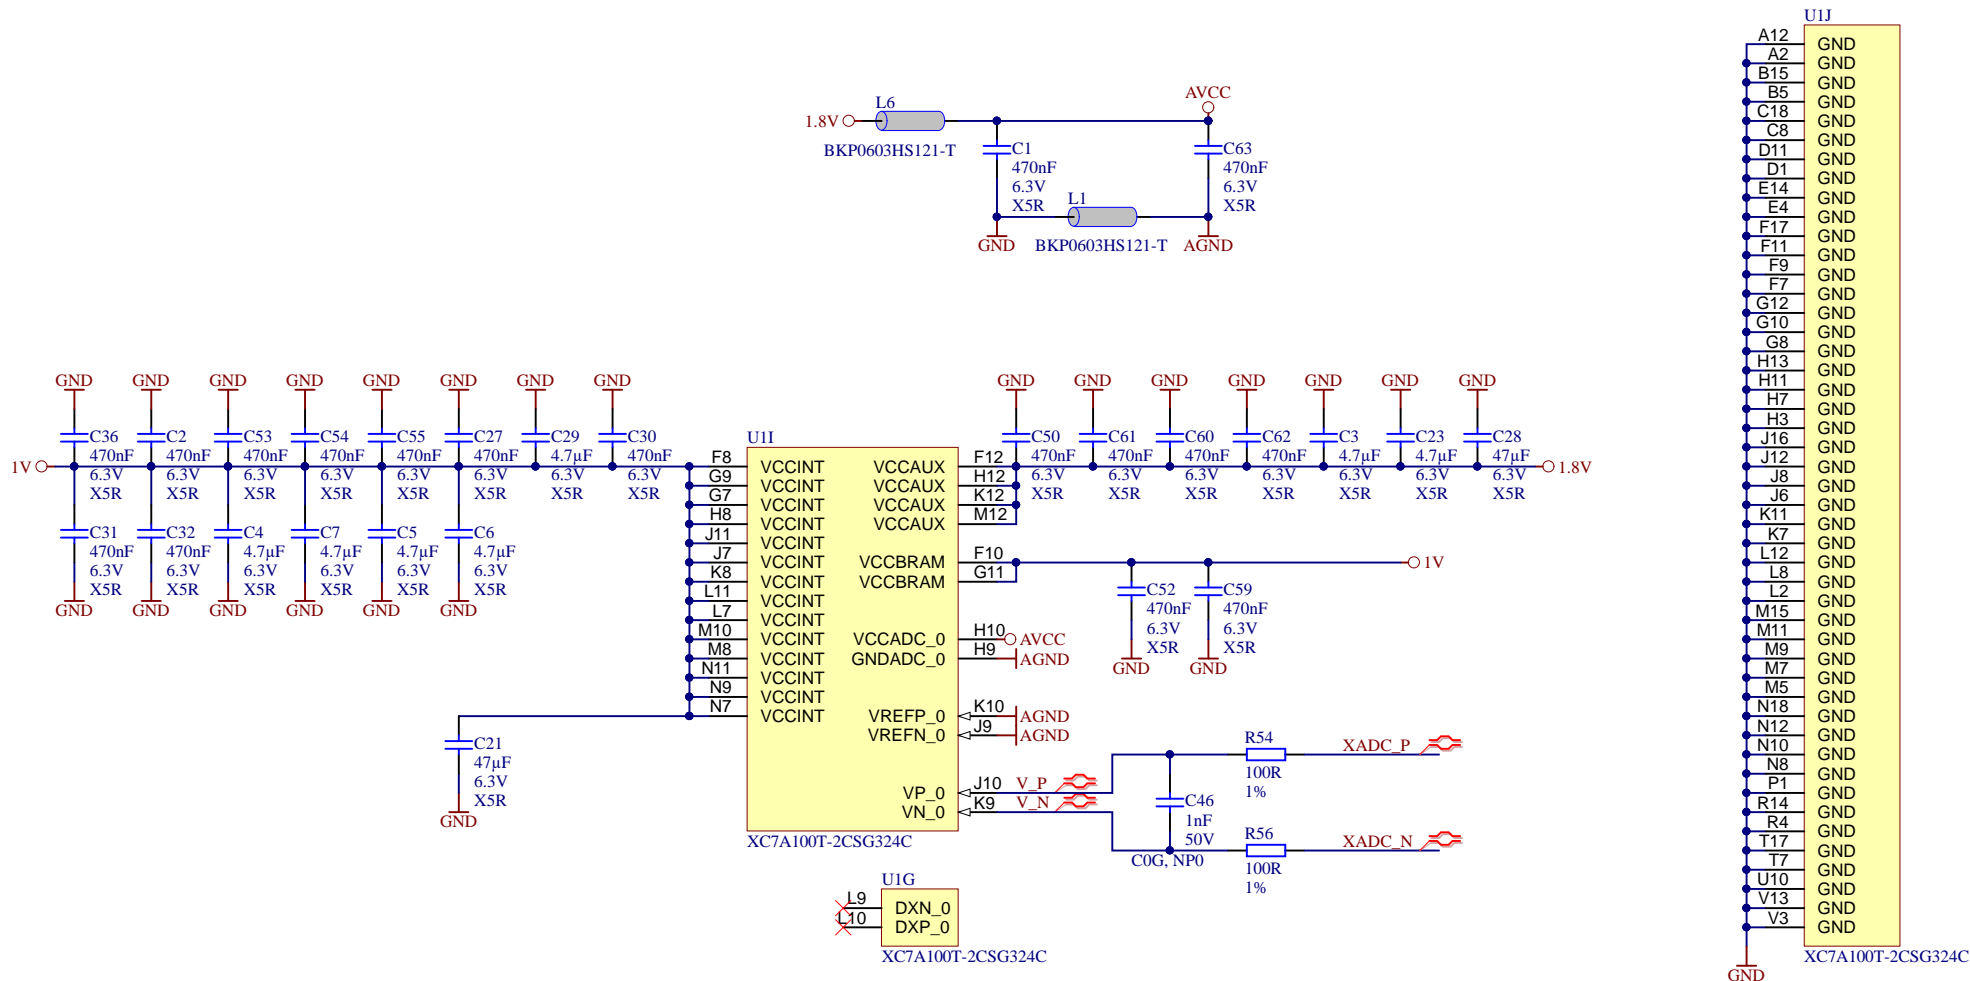 U1J
A12 GND
A2 GND
B15 GND
B5 GND
C18 GND
C8 GND
D11 GND
D1 GND
E14 GND
E4 GND
F17 GND
F11 GND
F9 GND
F7 GND
G12 GND
G10 GND
G8 GND
H13 GND
H11 GND
H7 GND
H3 GND
J16 GND
J12 GND
J8 GND
J6 GND
K11 GND
K7 GND
L12 GND
L8 GND
L2 GND
M15 GND
M11 GND
M9 GND
M7 GND
M5 GND
N18 GND
N12 GND
N10 GND
N8 GND
P1 GND
R14 GND
R4 GND
T17 GND
T7 GND
U10 GND
V13 GND
V3 GND
XC7A100T-2CSG324C
GND
AVCC
L6
1.8V
BKP0603HS121-T
C1
470nF
6.3V
X5R
C63
470nF
6.3V
X5R
L1
BKP0603HS121-T
GND
AGND
GND GND GND GND GND GND GND GND
C36 C2 C53 C54 C55 C27 C29 C30
470nF 470nF 470nF 470nF 470nF 470nF 4.7µF 470nF
1V
6.3V 6.3V 6.3V 6.3V 6.3V 6.3V 6.3V 6.3V
X5R X5R X5R X5R X5R X5R X5R X5R
C31 C32 C4 C7 C5 C6
470nF 470nF 4.7µF 4.7µF 4.7µF 4.7µF
6.3V 6.3V 6.3V 6.3V 6.3V 6.3V
X5R X5R X5R X5R X5R X5R
GND GND GND GND GND GND
C21
47µF
6.3V
X5R
GND
U1I
F8 VCCINT
G9 VCCINT
G7 VCCINT
H8 VCCINT
J11 VCCINT
J7 VCCINT
K8 VCCINT
L11 VCCINT
L7 VCCINT
M10 VCCINT
M8 VCCINT
N11 VCCINT
N9 VCCINT
N7 VCCINT
VCCAUX F12
VCCAUX H12
VCCAUX K12
VCCAUX M12
VCCBRAM F10
VCCBRAM G11
VCCADC_0 H10 AVCC
GNDADC_0 H9 AGND
VREFP_0 K10 AGND
VREFN_0 J9 AGND
VP_0 J10 V_P
VN_0 K9 V_N
XC7A100T-2CSG324C
GND GND GND GND GND GND GND
C50 C61 C60 C62 C3 C23 C28
470nF 470nF 470nF 470nF 4.7µF 4.7µF 47µF
1.8V
6.3V 6.3V 6.3V 6.3V 6.3V 6.3V 6.3V
X5R X5R X5R X5R X5R X5R X5R
1V
C52 C59
470nF 470nF
6.3V 6.3V
X5R X5R
GND GND
R54
100R
1%
XADC_P
C46
1nF
50V
C0G, NP0
R56
100R
1%
XADC_N
U1G
L9 DXN_0
L10 DXP_0
XC7A100T-2CSG324C